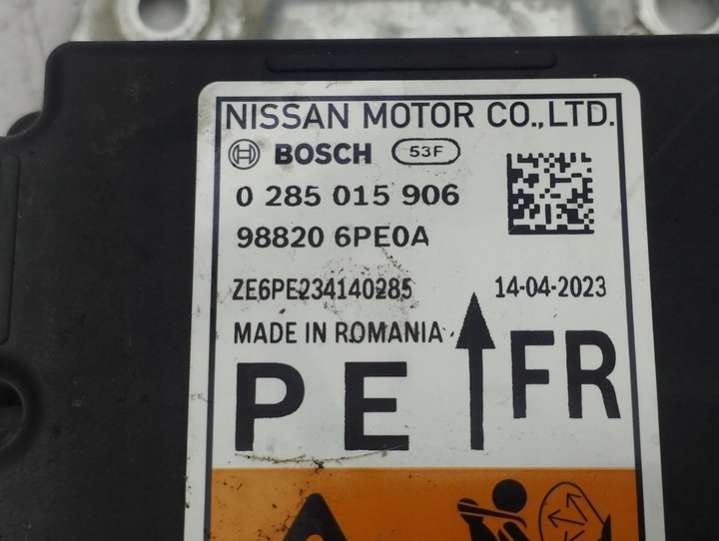 NISSAN MOTOR CO.,LTD.
BOSCH 53F
0 285 015 906
98820 6PE0A
ZE6PE234140285 14-04-2023
MADE IN ROMANIA
PE FR